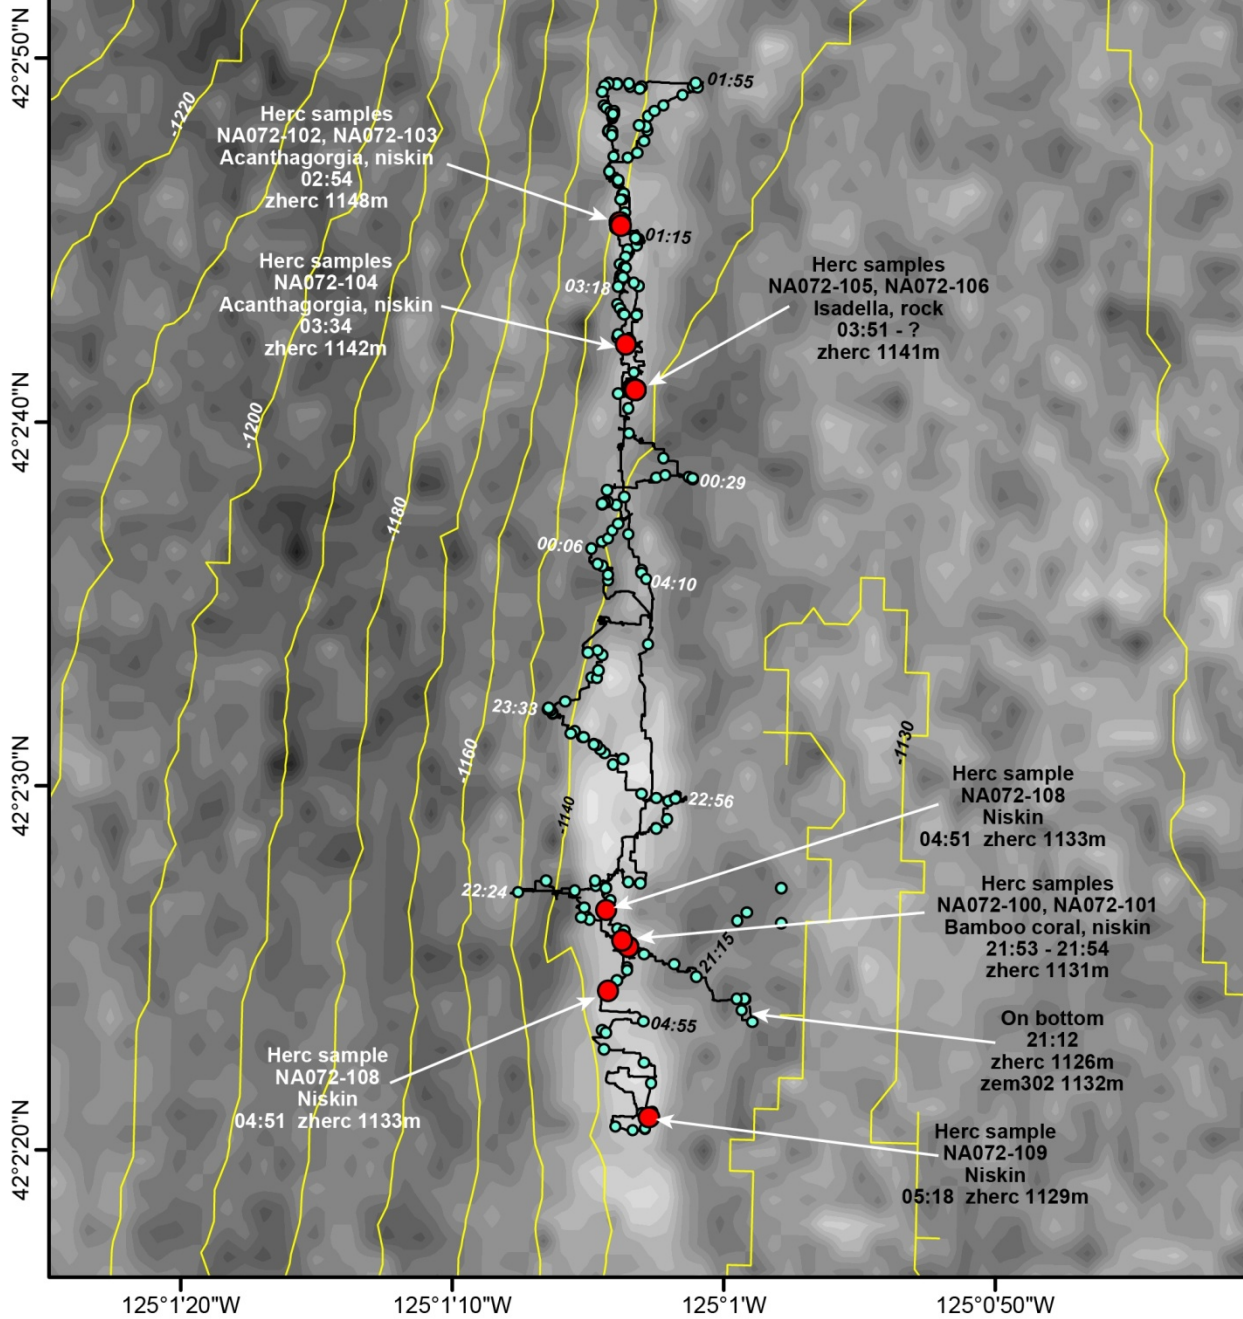 42°2'50"N
42°2'40"N
42°2'30"N
42°2'20"N
-1220
Herc samples
NA072-102, NA072-103
Acanthagorgia, niskin
02:54
zherc 1148m
01:55
01:15
Herc samples
NA072-104
Acanthagorgia, niskin
03:34
zherc 1142m
03:18
Herc samples
NA072-105, NA072-106
Isadella, rock
03:51 - ?
zherc 1141m
-1200
-1180
00:29
00:06
04:10
23:33
-1160
-1140
-1130
22:56
Herc sample
NA072-108
Niskin
04:51 zherc 1133m
22:24
Herc samples
NA072-100, NA072-101
Bamboo coral, niskin
21:53 - 21:54
zherc 1131m
21:15
04:55
On bottom
21:12
zherc 1126m
zem302 1132m
Herc sample
NA072-108
Niskin
04:51 zherc 1133m
Herc sample
NA072-109
Niskin
05:18 zherc 1129m
125°1'20"W
125°1'10"W
125°1'W
125°0'50"W